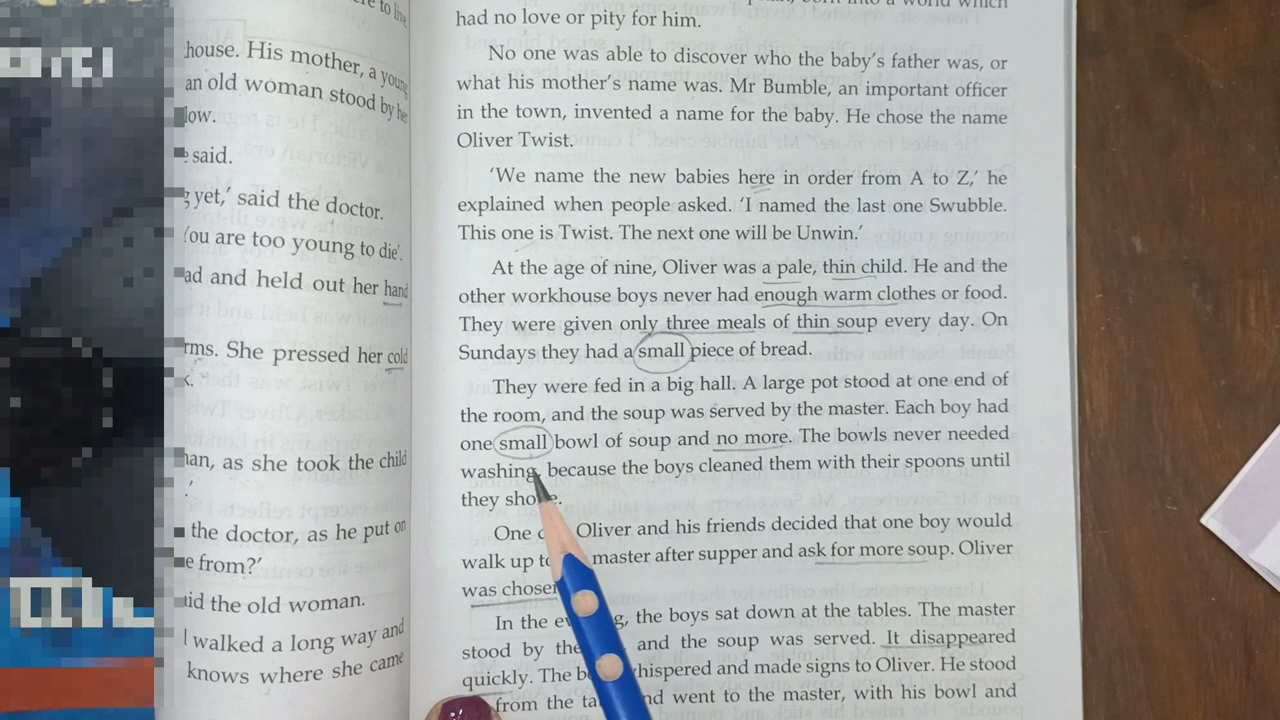 house. His mother, a young
an old woman stood by her
low.
said.
yet,' said the doctor.
You are too young to die'.
ad and held out her hand
rms. She pressed her cold
k.
an, as she took the child
.'
the doctor, as he put on
e from?'
aid the old woman.
l walked a long way and
knows where she came
had no love or pity for him.
No one was able to discover who the baby's father was, or
what his mother's name was. Mr Bumble, an important officer
in the town, invented a name for the baby. He chose the name
Oliver Twist.
'We name the new babies here in order from A to Z,' he
explained when people asked. 'I named the last one Swubble.
This one is Twist. The next one will be Unwin.'
At the age of nine, Oliver was a pale, thin child. He and the
other workhouse boys never had enough warm clothes or food.
They were given only three meals of thin soup every day. On
Sundays they had a small piece of bread.
They were fed in a big hall. A large pot stood at one end of
the room, and the soup was served by the master. Each boy had
one small bowl of soup and no more. The bowls never needed
washing, because the boys cleaned them with their spoons until
they shone.
One Oliver and his friends decided that one boy would
walk up to master after supper and ask for more soup. Oliver
was chosen
In the evening, the boys sat down at the tables. The master
stood by the and the soup was served. It disappeared
quickly. The whispered and made signs to Oliver. He stood
from the and went to the master, with his bowl and